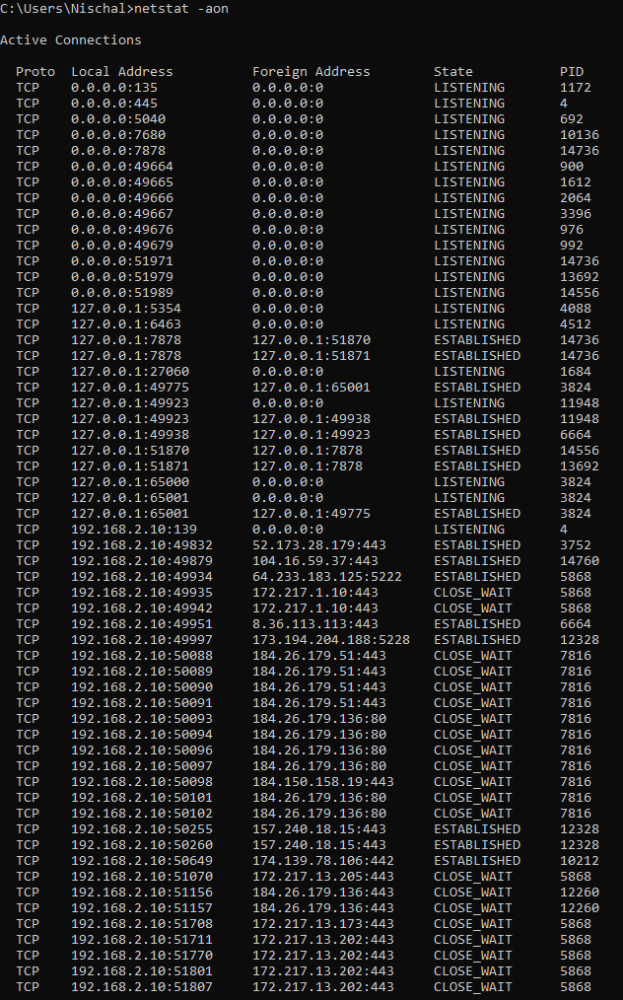 C:\Users\Nischal>netstat -aon
Active Connections
Proto Local Address Foreign Address State PID
TCP 0.0.0.0:135 0.0.0.0:0 LISTENING 1172
TCP 0.0.0.0:445 0.0.0.0:0 LISTENING 4
TCP 0.0.0.0:5040 0.0.0.0:0 LISTENING 692
TCP 0.0.0.0:7680 0.0.0.0:0 LISTENING 10136
TCP 0.0.0.0:7878 0.0.0.0:0 LISTENING 14736
TCP 0.0.0.0:49664 0.0.0.0:0 LISTENING 900
TCP 0.0.0.0:49665 0.0.0.0:0 LISTENING 1612
TCP 0.0.0.0:49666 0.0.0.0:0 LISTENING 2064
TCP 0.0.0.0:49667 0.0.0.0:0 LISTENING 3396
TCP 0.0.0.0:49676 0.0.0.0:0 LISTENING 976
TCP 0.0.0.0:49679 0.0.0.0:0 LISTENING 992
TCP 0.0.0.0:51971 0.0.0.0:0 LISTENING 14736
TCP 0.0.0.0:51979 0.0.0.0:0 LISTENING 13692
TCP 0.0.0.0:51989 0.0.0.0:0 LISTENING 14556
TCP 127.0.0.1:5354 0.0.0.0:0 LISTENING 4088
TCP 127.0.0.1:6463 0.0.0.0:0 LISTENING 4512
TCP 127.0.0.1:7878 127.0.0.1:51870 ESTABLISHED 14736
TCP 127.0.0.1:7878 127.0.0.1:51871 ESTABLISHED 14736
TCP 127.0.0.1:27060 0.0.0.0:0 LISTENING 1684
TCP 127.0.0.1:49775 127.0.0.1:65001 ESTABLISHED 3824
TCP 127.0.0.1:49923 0.0.0.0:0 LISTENING 11948
TCP 127.0.0.1:49923 127.0.0.1:49938 ESTABLISHED 11948
TCP 127.0.0.1:49938 127.0.0.1:49923 ESTABLISHED 6664
TCP 127.0.0.1:51870 127.0.0.1:7878 ESTABLISHED 14556
TCP 127.0.0.1:51871 127.0.0.1:7878 ESTABLISHED 13692
TCP 127.0.0.1:65000 0.0.0.0:0 LISTENING 3824
TCP 127.0.0.1:65001 0.0.0.0:0 LISTENING 3824
TCP 127.0.0.1:65001 127.0.0.1:49775 ESTABLISHED 3824
TCP 192.168.2.10:139 0.0.0.0:0 LISTENING 4
TCP 192.168.2.10:49832 52.173.28.179:443 ESTABLISHED 3752
TCP 192.168.2.10:49879 104.16.59.37:443 ESTABLISHED 14760
TCP 192.168.2.10:49934 64.233.183.125:5222 ESTABLISHED 5868
TCP 192.168.2.10:49935 172.217.1.10:443 CLOSE_WAIT 5868
TCP 192.168.2.10:49942 172.217.1.10:443 CLOSE_WAIT 5868
TCP 192.168.2.10:49951 8.36.113.113:443 ESTABLISHED 6664
TCP 192.168.2.10:49997 173.194.204.188:5228 ESTABLISHED 12328
TCP 192.168.2.10:50088 184.26.179.51:443 CLOSE_WAIT 7816
TCP 192.168.2.10:50089 184.26.179.51:443 CLOSE_WAIT 7816
TCP 192.168.2.10:50090 184.26.179.51:443 CLOSE_WAIT 7816
TCP 192.168.2.10:50091 184.26.179.51:443 CLOSE_WAIT 7816
TCP 192.168.2.10:50093 184.26.179.136:80 CLOSE_WAIT 7816
TCP 192.168.2.10:50094 184.26.179.136:80 CLOSE_WAIT 7816
TCP 192.168.2.10:50096 184.26.179.136:80 CLOSE_WAIT 7816
TCP 192.168.2.10:50097 184.26.179.136:80 CLOSE_WAIT 7816
TCP 192.168.2.10:50098 184.150.158.19:443 CLOSE_WAIT 7816
TCP 192.168.2.10:50101 184.26.179.136:80 CLOSE_WAIT 7816
TCP 192.168.2.10:50102 184.26.179.136:80 CLOSE_WAIT 7816
TCP 192.168.2.10:50255 157.240.18.15:443 ESTABLISHED 12328
TCP 192.168.2.10:50260 157.240.18.15:443 ESTABLISHED 12328
TCP 192.168.2.10:50649 174.139.78.106:442 ESTABLISHED 10212
TCP 192.168.2.10:51070 172.217.13.205:443 CLOSE_WAIT 5868
TCP 192.168.2.10:51156 184.26.179.136:443 CLOSE_WAIT 12260
TCP 192.168.2.10:51157 184.26.179.136:443 CLOSE_WAIT 12260
TCP 192.168.2.10:51708 172.217.13.173:443 CLOSE_WAIT 5868
TCP 192.168.2.10:51711 172.217.13.202:443 CLOSE_WAIT 5868
TCP 192.168.2.10:51770 172.217.13.202:443 CLOSE_WAIT 5868
TCP 192.168.2.10:51801 172.217.13.202:443 CLOSE_WAIT 5868
TCP 192.168.2.10:51807 172.217.13.202:443 CLOSE_WAIT 5868